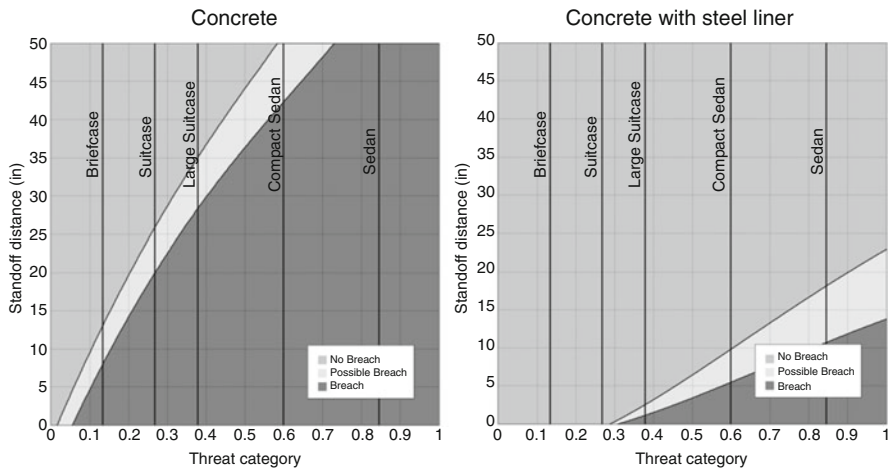 Concrete
50
45
40
35
30
25
20
15
10
5
0
Standoff distance (in)
Briefcase
Suitcase
Large Suitcase
Compact Sedan
Sedan
No Breach
Possible Breach
Breach
0 0.1 0.2 0.3 0.4 0.5 0.6 0.7 0.8 0.9 1
Threat category
Concrete with steel liner
50
45
40
35
30
25
20
15
10
5
0
Standoff distance (in)
Briefcase
Suitcase
Large Suitcase
Compact Sedan
Sedan
No Breach
Possible Breach
Breach
0 0.1 0.2 0.3 0.4 0.5 0.6 0.7 0.8 0.9 1
Threat category